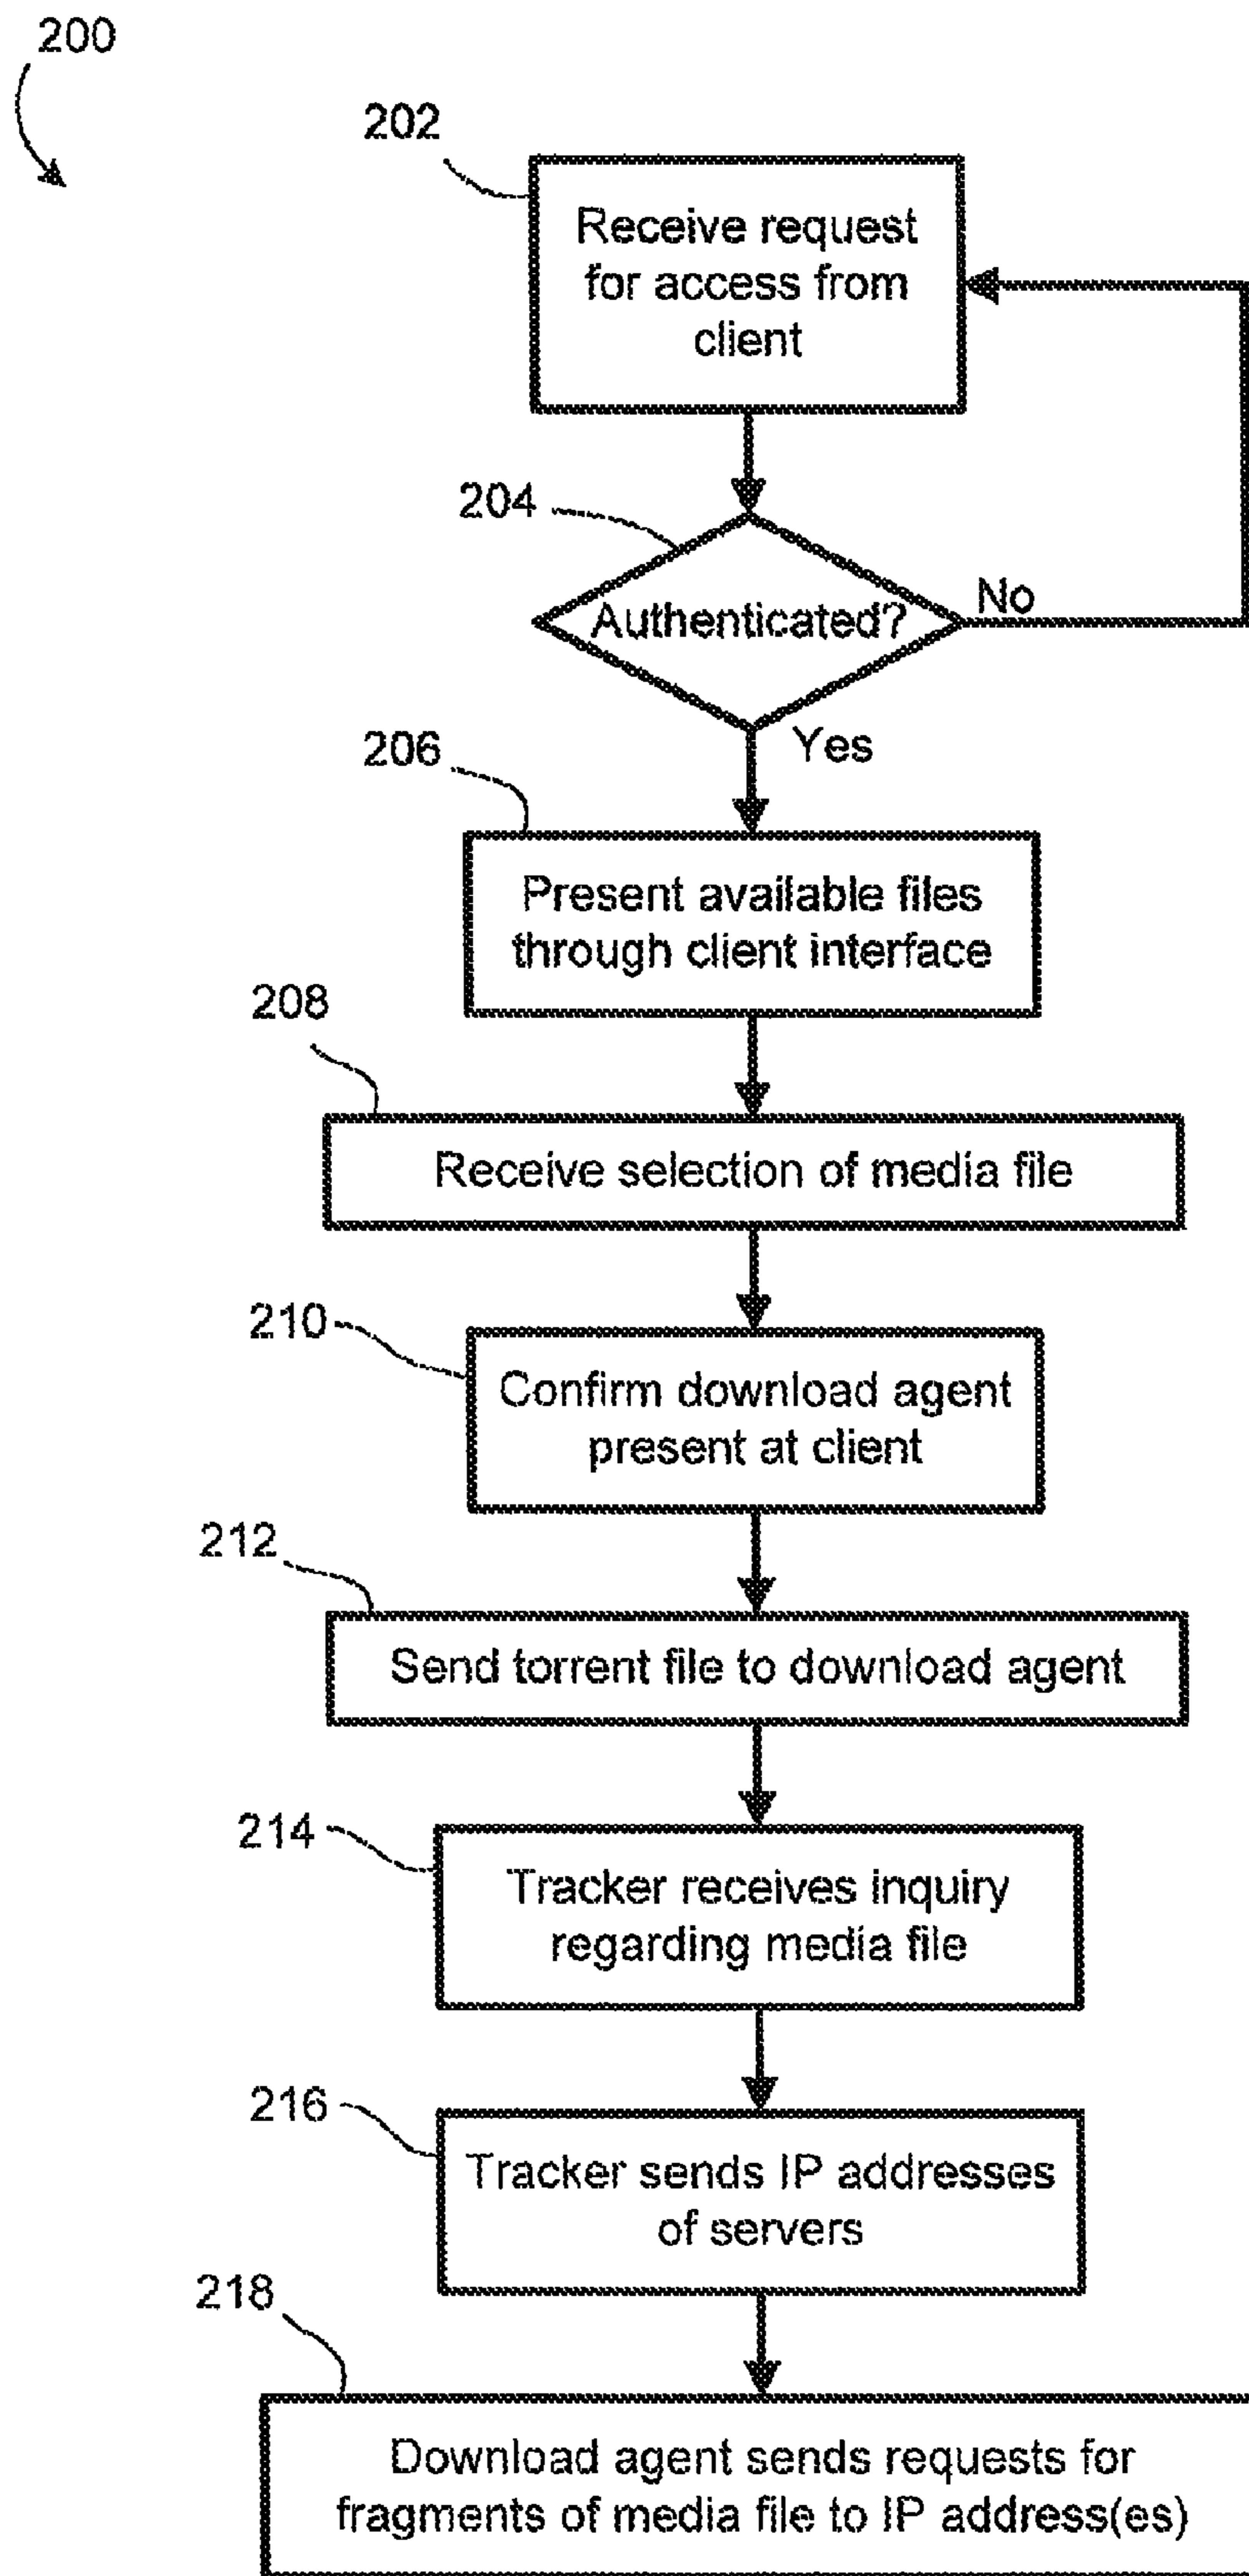 200
202
Receive request
for access from
client
204
Authenticated?
No
Yes
206
Present available files
through client interface
208
Receive selection of media file
210
Confirm download agent
present at client
212
Send torrent file to download agent
214
Tracker receives inquiry
regarding media file
216
Tracker sends IP addresses
of servers
218
Download agent sends requests for
fragments of media file to IP address(es)